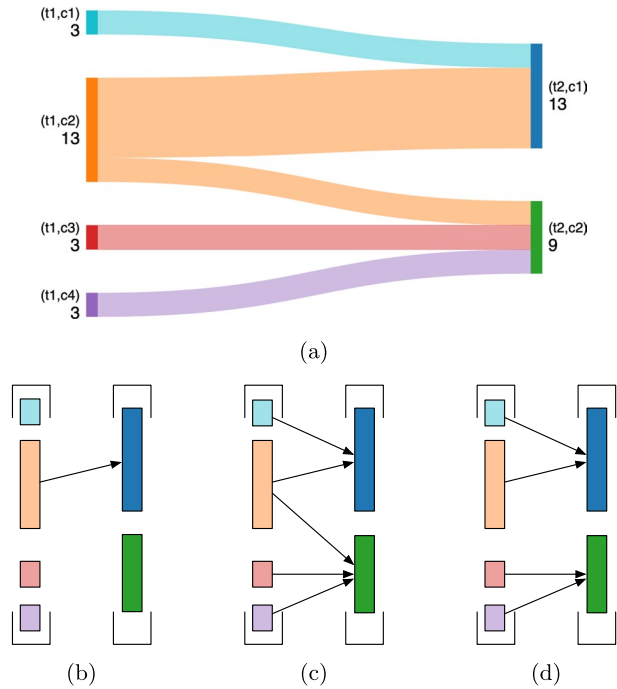 (t1,c1)
3
(t1,c2)
13
(t1,c3)
3
(t1,c4)
3
(t2,c1)
13
(t2,c2)
9
(a)
(b)
(c)
(d)